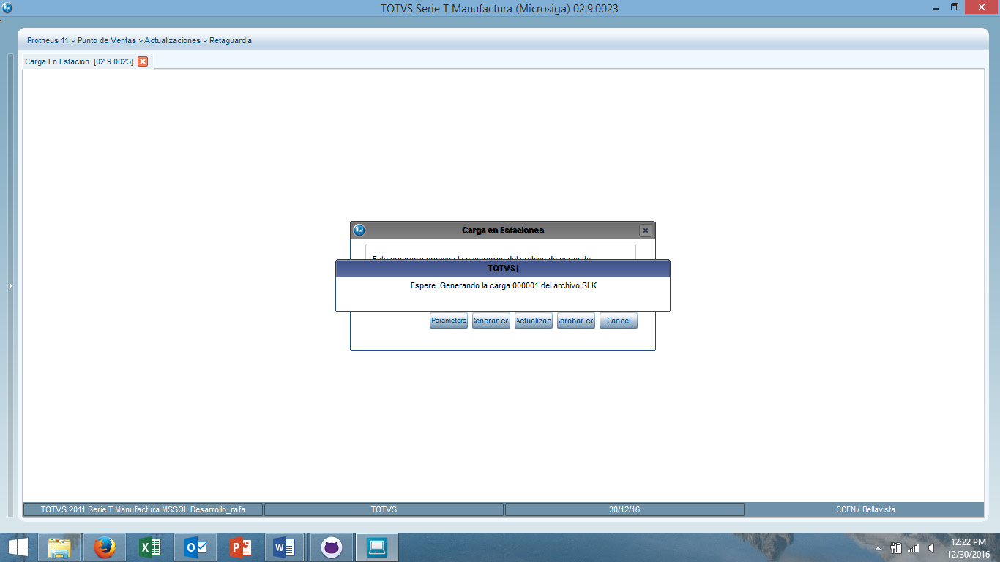 TOTVS Serie T Manufactura (Microsiga) 02.9.0023
Protheus 11 > Punto de Ventas > Actualizaciones > Retaguardia
Carga En Estacion. [02.9.0023]
Carga en Estaciones
Este programa procesa la generacion del archivo de carga de
TOTVS
Espere. Generando la carga 000001 del archivo SLK
Parameters enerar ca Actualizac probar ca Cancel
TOTVS 2011 Serie T Manufactura MSSQL Desarrollo_rafa TOTVS 30/12/16 CCFN / Bellavista
12:22 PM
12/30/2016